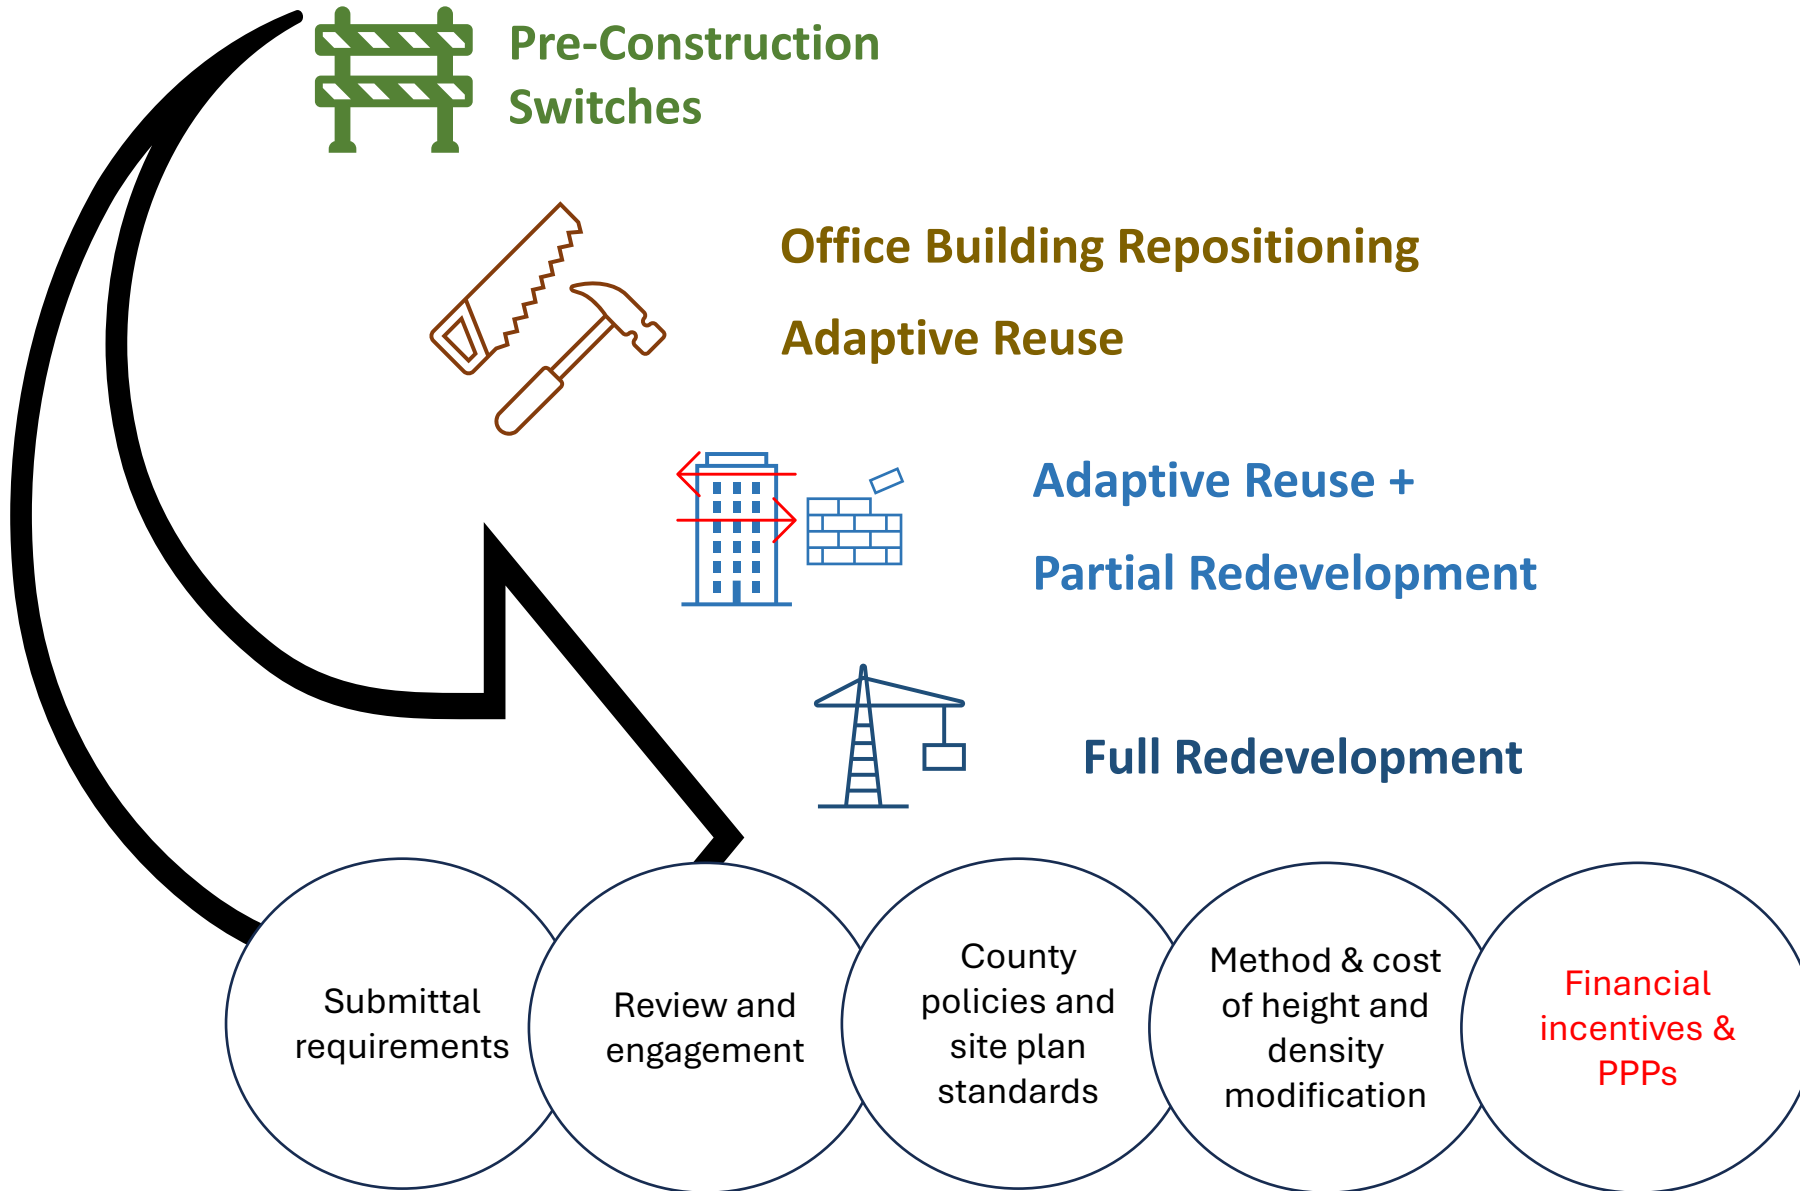 Pre-Construction
Switches
Office Building Repositioning
Adaptive Reuse
Adaptive Reuse +
Partial Redevelopment
Full Redevelopment
Submittal
requirements
Review and
engagement
County
policies and
site plan
standards
Method & cost
of height and
density
modification
Financial
incentives &
PPPs